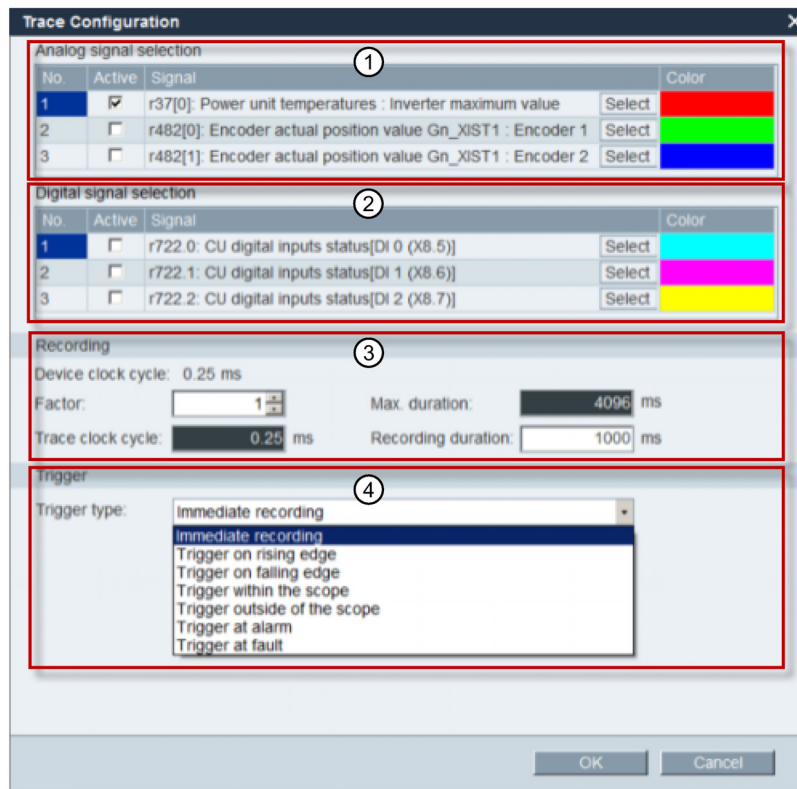 Trace Configuration
Analog signal selection
1
No. Active Signal Color
1 r37[0]: Power unit temperatures : Inverter maximum value Select
2 r482[0]: Encoder actual position value Gn_XIST1 : Encoder 1 Select
3 r482[1]: Encoder actual position value Gn_XIST1 : Encoder 2 Select
Digital signal selection
2
No. Active Signal Color
1 r722.0: CU digital inputs status[DI 0 (X8.5)] Select
2 r722.1: CU digital inputs status[DI 1 (X8.6)] Select
3 r722.2: CU digital inputs status[DI 2 (X8.7)] Select
Recording
3
Device clock cycle: 0.25 ms
Factor: 1 Max. duration: 4096 ms
Trace clock cycle: 0.25 ms Recording duration: 1000 ms
Trigger
4
Trigger type: Immediate recording
Immediate recording
Trigger on rising edge
Trigger on falling edge
Trigger within the scope
Trigger outside of the scope
Trigger at alarm
Trigger at fault
OK Cancel